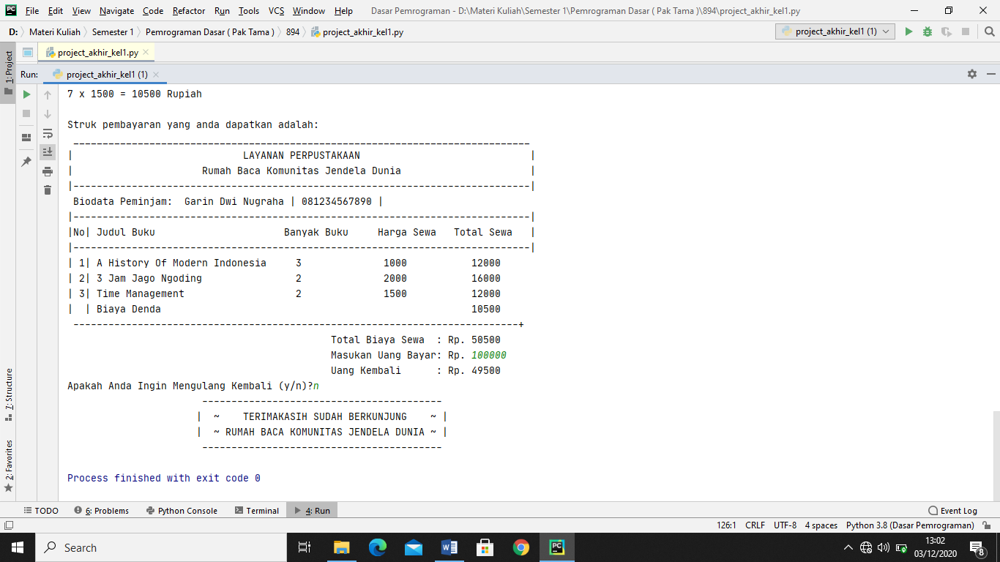 File Edit View Navigate Code Refactor Run Tools VCS Window Help Dasar Pemrograman - D:\Materi Kuliah\Semester 1\Pemrograman Dasar ( Pak Tama )\894\project_akhir_kel1.py
D: Materi Kuliah Semester 1 Pemrograman Dasar ( Pak Tama ) 894 project_akhir_kel1.py project_akhir_kel1 (1)
project_akhir_kel1.py
1: Project
Run: project_akhir_kel1 (1)
7 x 1500 = 10500 Rupiah
Struk pembayaran yang anda dapatkan adalah:
------------------------------------------------------------------------------
| LAYANAN PERPUSTAKAAN |
| Rumah Baca Komunitas Jendela Dunia |
|------------------------------------------------------------------------------|
Biodata Peminjam: Garin Dwi Nugraha | 081234567890 |
|------------------------------------------------------------------------------|
|No| Judul Buku Banyak Buku Harga Sewa Total Sewa |
|------------------------------------------------------------------------------|
| 1| A History Of Modern Indonesia 3 1000 12000
| 2| 3 Jam Jago Ngoding 2 2000 16000
| 3| Time Management 2 1500 12000
| | Biaya Denda 10500
----------------------------------------------------------------------------+
Total Biaya Sewa : Rp. 50500
Masukan Uang Bayar: Rp. 100000
Uang Kembali : Rp. 49500
Apakah Anda Ingin Mengulang Kembali (y/n)?n
-----------------------------------------
| ~ TERIMAKASIH SUDAH BERKUNJUNG ~ |
| ~ RUMAH BACA KOMUNITAS JENDELA DUNIA ~ |
-----------------------------------------
Process finished with exit code 0
7: Structure
2: Favorites
TODO 6: Problems Python Console Terminal 4: Run Event Log
126:1 CRLF UTF-8 4 spaces Python 3.8 (Dasar Pemrograman)
Search
13:02
03/12/2020
8